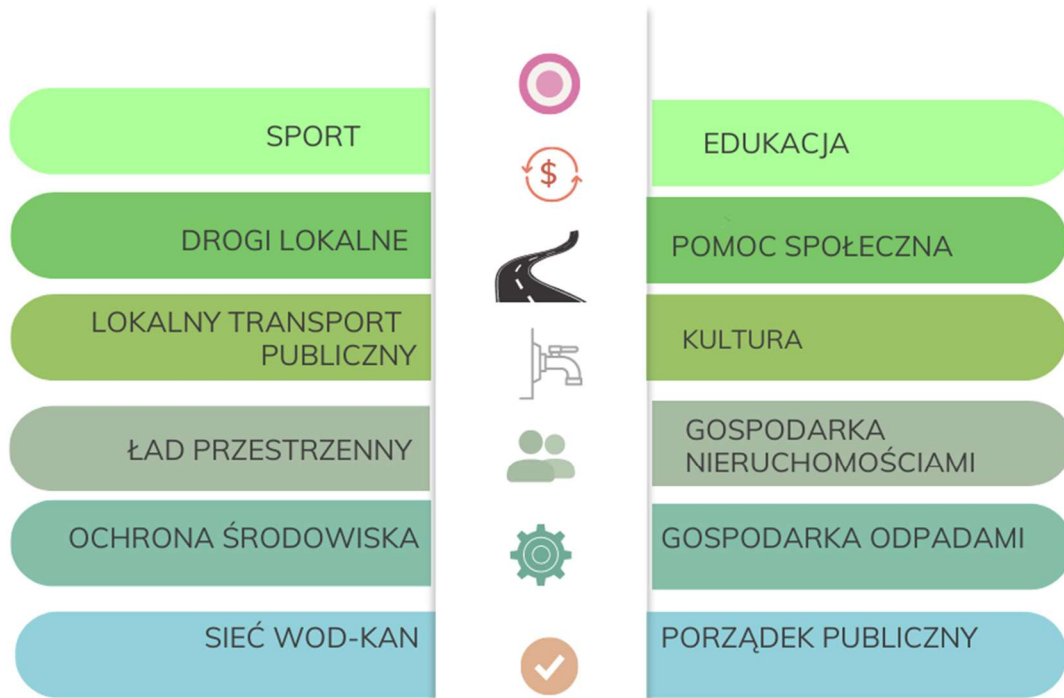 SPORT
DROGI LOKALNE
LOKALNY TRANSPORT
PUBLICZNY
ŁAD PRZESTRZENNY
OCHRONA ŚRODOWISKA
SIEĆ WOD-KAN
$
EDUKACJA
POMOC SPOŁECZNA
KULTURA
GOSPODARKA
NIERUCHOMOŚCIAMI
GOSPODARKA ODPADAMI
PORZĄDEK PUBLICZNY